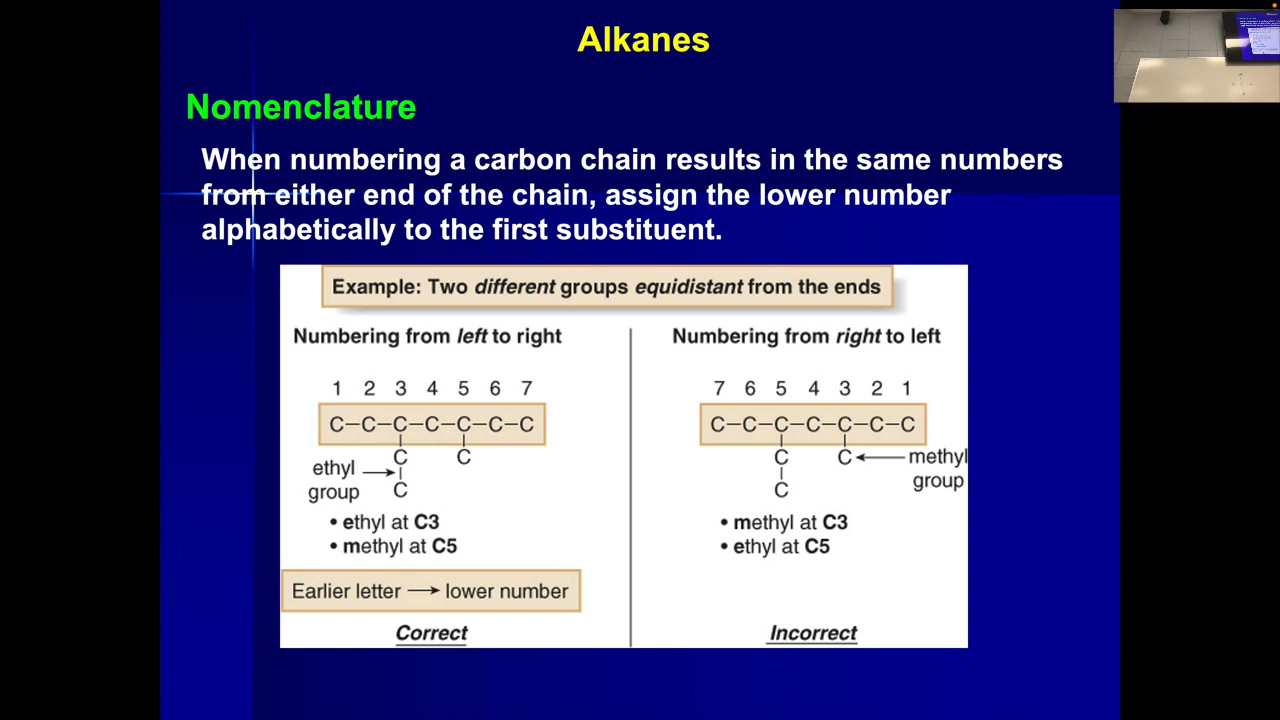 Alkanes
Nomenclature
When numbering a carbon chain results in the same numbers
from either end of the chain, assign the lower number
alphabetically to the first substituent.
Example: Two different groups equidistant from the ends
Numbering from left to right
1 2 3 4 5 6 7
C–C–C–C–C–C–C
C C
ethyl
group
C
• ethyl at C3
• methyl at C5
Earlier letter → lower number
Correct
Numbering from right to left
7 6 5 4 3 2 1
C–C–C–C–C–C–C
C C ← methyl
group
C
• methyl at C3
• ethyl at C5
Incorrect